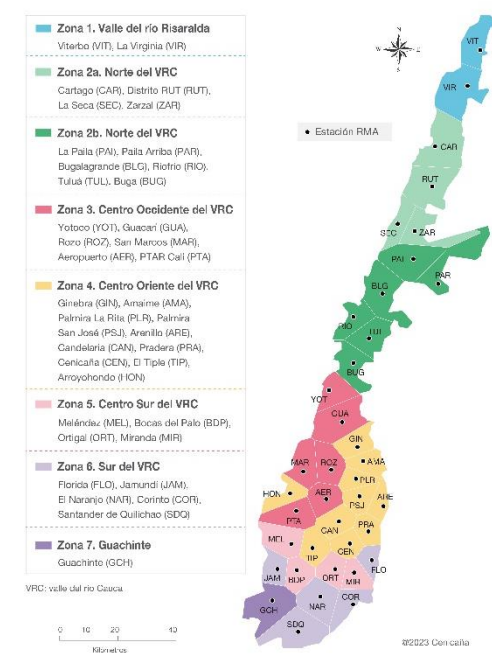 Zona 1. Valle del río Risaralda
Viterbo (VIT), La Virginia (VIR)
Zona 2a. Norte del VRC
Cartago (CAR), Distrito RUT (RUT),
La Seca (SEC), Zarzal (ZAR)
Zona 2b. Norte del VRC
La Paila (PAI), Paila Arriba (PAR),
Bugalagrande (BLG), Riofrío (RIO),
Tuluá (TUL), Buga (BUG)
Zona 3. Centro Occidente del VRC
Yotoco (YOT), Guacarí (GUA),
Rozo (ROZ), San Marcos (MAR),
Aeropuerto (AER), PTAR Cali (PTA)
Zona 4. Centro Oriente del VRC
Ginebra (GIN), Amaime (AMA),
Palmira La Rita (PLR), Palmira
San José (PSJ), Arenillo (ARE),
Candelaria (CAN), Pradera (PRA),
Cenicaña (CEN), El Tiple (TIP),
Arroyohondo (HON)
Zona 5. Centro Sur del VRC
Meléndez (MEL), Bocas del Palo (BDP),
Ortigal (ORT), Miranda (MIR)
Zona 6. Sur del VRC
Florida (FLO), Jamundí (JAM),
El Naranjo (NAR), Corinto (COR),
Santander de Quilichao (SDQ)
Zona 7. Guachinte
Guachinto (GCH)
VRC: valle del río Cauca
0 10 20 40
Kilómetros
N
W E
S
Estación RMA
VIT
VIR
CAR
RUT
SEC
ZAR
PAI
PAR
BLG
RIO
TUL
BUG
YOT
GUA
GIN
MAR
ROZ
AMA
PLR
HON
AER
PSJ
ARE
PTA
CAN
PRA
MEL
TIP
CEN
JAM
BDP
ORT
MIR
FLO
GCH
NAR
COR
SDQ
©2023 Cenicaña